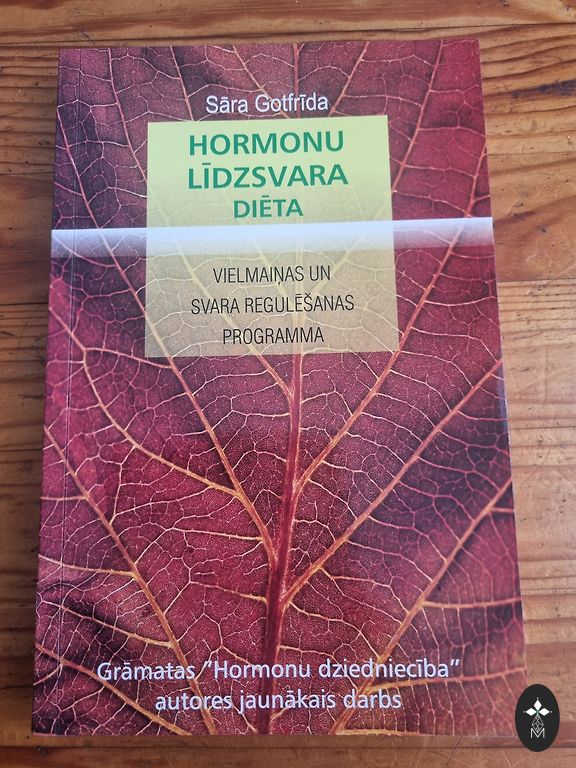 Sāra Gotfrīda
HORMONU
LĪDZSVARA
DIĒTA
VIELMAIŅAS UN
SVARA REGULĒŠANAS
PROGRAMMA
Grāmatas "Hormonu dziedniecība"
autores jaunākais darbs